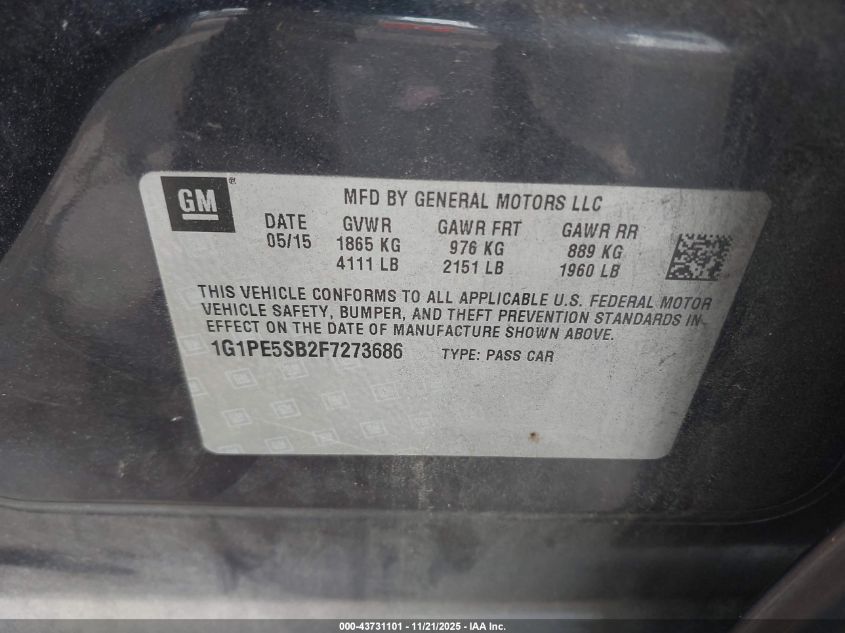 GM®
MFD BY GENERAL MOTORS LLC
DATE GVWR GAWR FRT GAWR RR
05/15 1865 KG 976 KG 889 KG
4111 LB 2151 LB 1960 LB
THIS VEHICLE CONFORMS TO ALL APPLICABLE U.S. FEDERAL MOTOR
VEHICLE SAFETY, BUMPER, AND THEFT PREVENTION STANDARDS IN
EFFECT ON THE DATE OF MANUFACTURE SHOWN ABOVE.
1G1PE5SB2F7273686 TYPE: PASS CAR
000-43731101 - 11/21/2025 - IAA Inc.